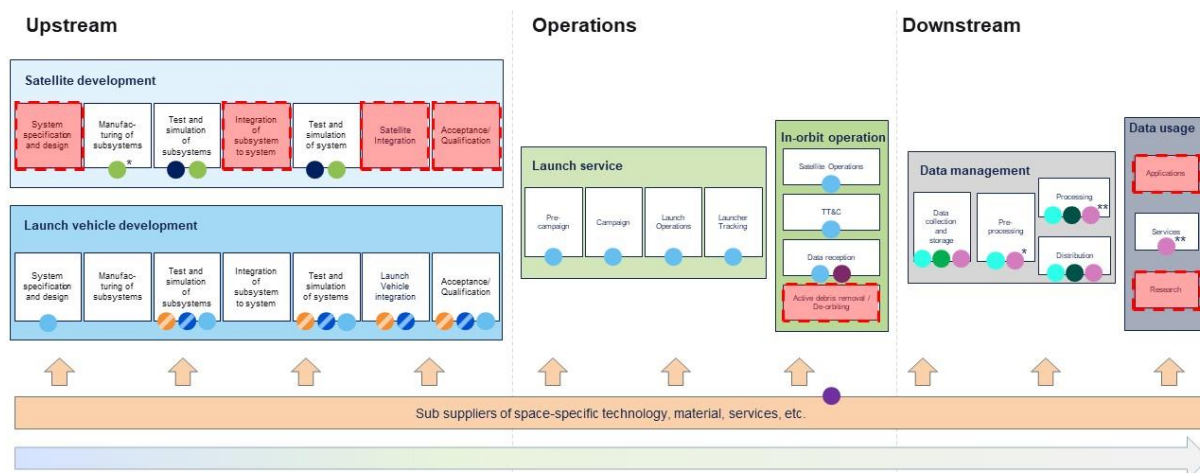 Upstream
Operations
Downstream
Satellite development
System
specification
and design
Manufac-
turing of
subsystems
*
Test and
simulation
of
subsystems
Integration
of
subsystem
to system
Test and
simulation
of system
Satellite
Integration
Acceptance/
Qualification
Launch vehicle development
System
specification
and design
Manufac-
turing of
subsystems
Test and
simulation
of
subsystems
Integration
of
subsystem
to system
Test and
simulation
of systems
Launch
Vehicle
integration
Acceptance/
Qualification
Launch service
Pre-
campaign
Campaign
Launch
Operations
Launcher
Tracking
In-orbit operation
Satellite Operations
TT&C
Data reception
Active debris removal /
De-orbiting
Data management
Data
collection
and
storage
Pre-
processing
*
Processing
**
Distribution
Data usage
Applications
Services
**
Research
Sub suppliers of space-specific technology, material, services, etc.